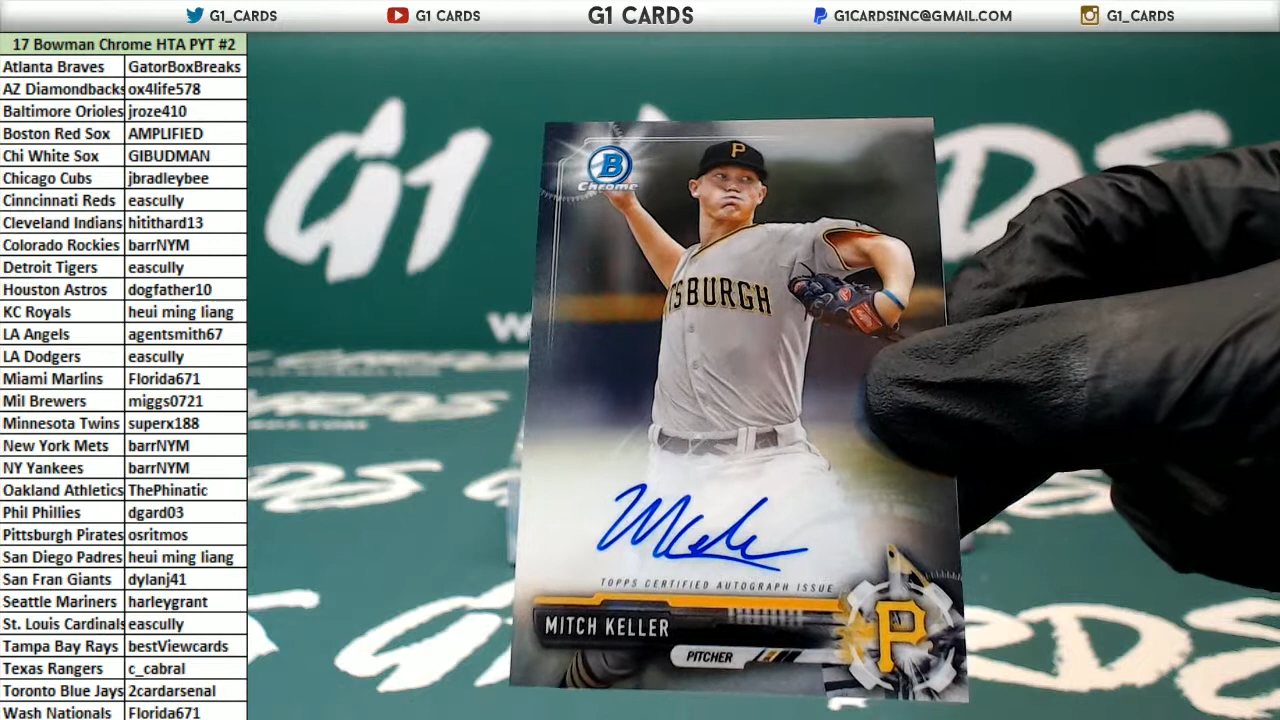 G1_CARDS
G1 CARDS
G1 CARDS
G1CARDSINC@GMAIL.COM
G1_CARDS
17 Bowman Chrome HTA PYT #2
Atlanta Braves GatorBoxBreaks
AZ Diamondbacks ox4life578
Baltimore Orioles jroze410
Boston Red Sox AMPLIFIED
Chi White Sox GIBUDMAN
Chicago Cubs jbradleybee
Cinncinnati Reds eascully
Cleveland Indians hitithard13
Colorado Rockies barrNYM
Detroit Tigers eascully
Houston Astros dogfather10
KC Royals heui ming liang
LA Angels agentsmith67
LA Dodgers eascully
Miami Marlins Florida671
Mil Brewers miggs0721
Minnesota Twins superx188
New York Mets barrNYM
NY Yankees barrNYM
Oakland Athletics ThePhinatic
Phil Phillies dgard03
Pittsburgh Pirates osritmos
San Diego Padres heui ming liang
San Fran Giants dylanj41
Seattle Mariners harleygrant
St. Louis Cardinals eascully
Tampa Bay Rays bestViewcards
Texas Rangers c_cabral
Toronto Blue Jays 2cardarsenal
Wash Nationals Florida671
G1
B
Chrome
P
TSBURGH
TOPPS CERTIFIED AUTOGRAPH ISSUE
MITCH KELLER
PITCHER
P